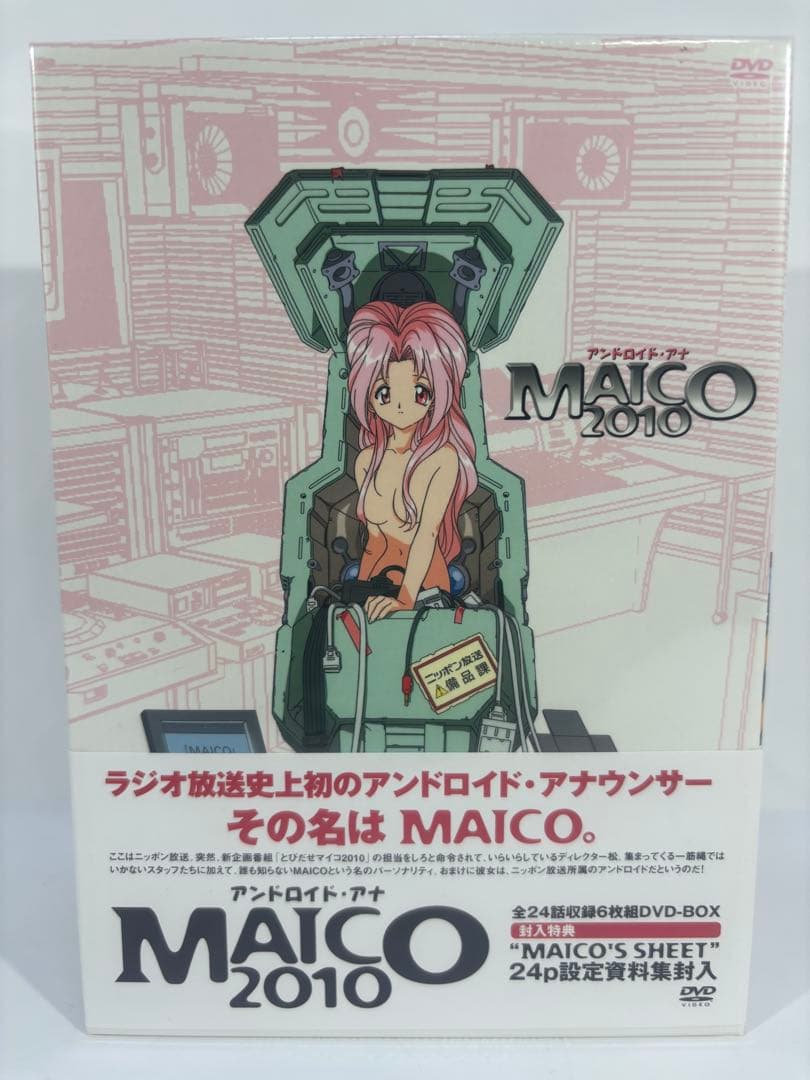 DVD
VIDEO
アンドロイド・アナ
MAICO
2010
ニッポン放送
備品課
MAICO
ラジオ放送史上初のアンドロイド・アナウンサー
その名は MAICO。
ここはニッポン放送。突然、新企画番組「とびだせマイコ2010」の担当をしろと命令されて、いらいらしているディレクター松。集まってくる一筋縄では
いかないスタッフたちに加えて、誰も知らないMAICOという名のパーソナリティ。おまけに彼女は、ニッポン放送所属のアンドロイドだというのだ!
アンドロイド・アナ
MAICO
2010
全24話収録6枚組DVD-BOX
封入特典
“MAICO'S SHEET”
24p設定資料集封入
DVD
VIDEO